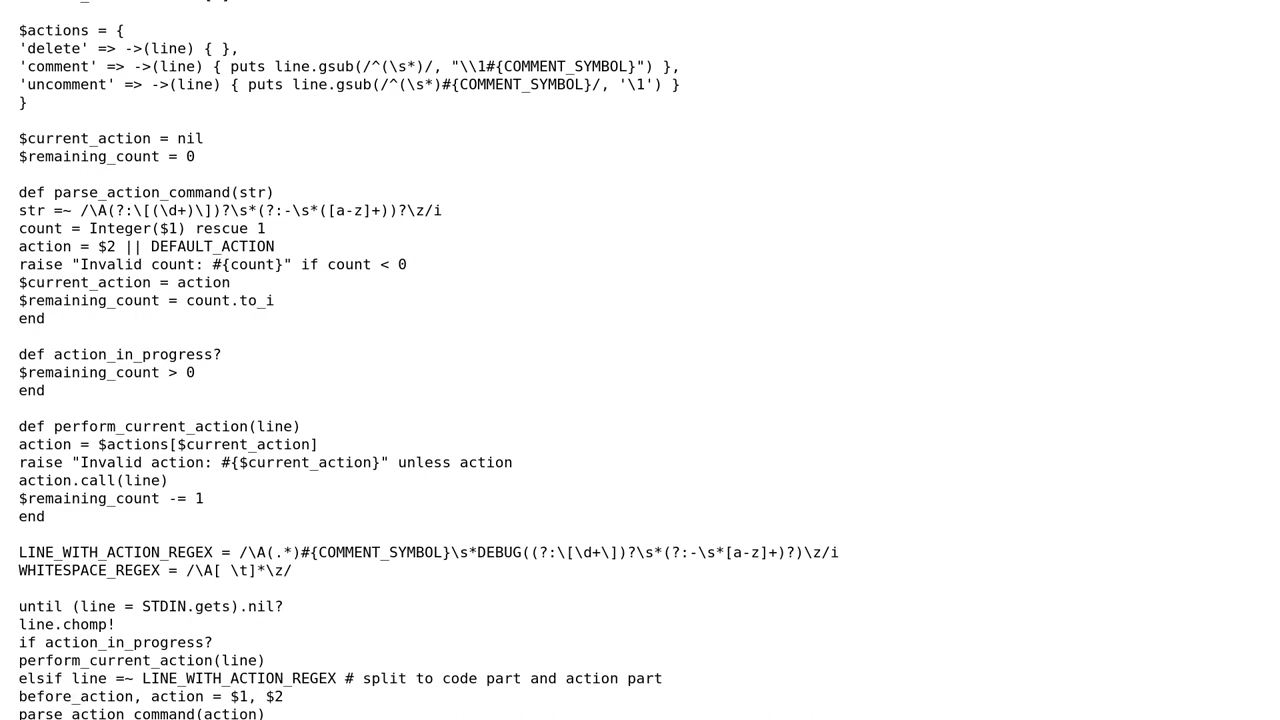 $actions = {
'delete' => ->(line) { },
'comment' => ->(line) { puts line.gsub(/^(\s*)/, "\\1#{COMMENT_SYMBOL}") },
'uncomment' => ->(line) { puts line.gsub(/^(\s*)#{COMMENT_SYMBOL}/, '\1') }
}

$current_action = nil
$remaining_count = 0

def parse_action_command(str)
str =~ /\A(?:\[(\d+)\])?\s*(?:-\s*([a-z]+))?\z/i
count = Integer($1) rescue 1
action = $2 || DEFAULT_ACTION
raise "Invalid count: #{count}" if count < 0
$current_action = action
$remaining_count = count.to_i
end

def action_in_progress?
$remaining_count > 0
end

def perform_current_action(line)
action = $actions[$current_action]
raise "Invalid action: #{$current_action}" unless action
action.call(line)
$remaining_count -= 1
end

LINE_WITH_ACTION_REGEX = /\A(.*)#{COMMENT_SYMBOL}\s*DEBUG((?:\[\d+\])?\s*(?:-\s*[a-z]+)?)\z/i
WHITESPACE_REGEX = /\A[ \t]*\z/

until (line = STDIN.gets).nil?
line.chomp!
if action_in_progress?
perform_current_action(line)
elsif line =~ LINE_WITH_ACTION_REGEX # split to code part and action part
before_action, action = $1, $2
parse_action_command(action)